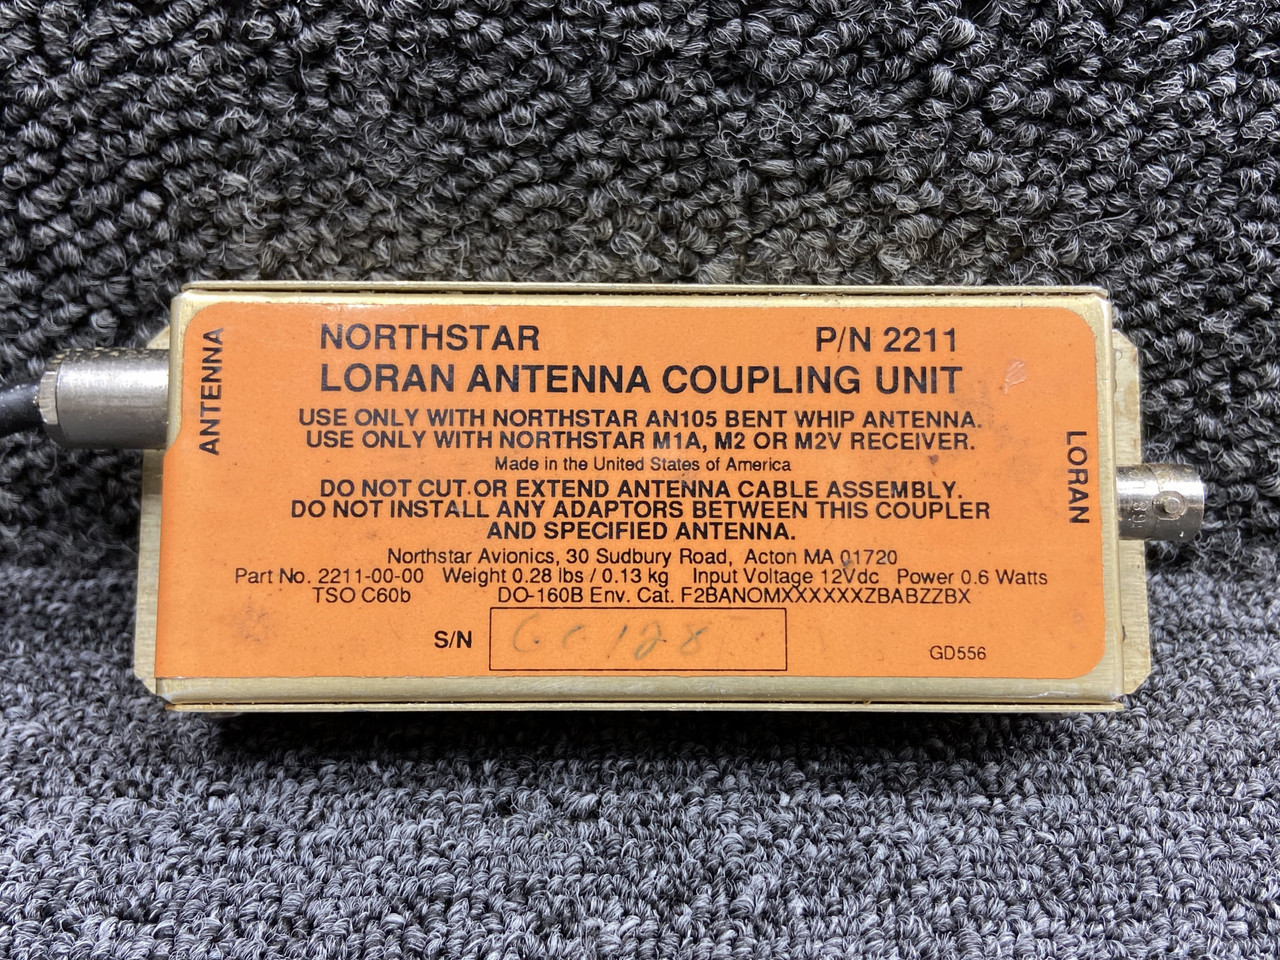 ANTENNA
NORTHSTAR P/N 2211
LORAN ANTENNA COUPLING UNIT
USE ONLY WITH NORTHSTAR AN105 BENT WHIP ANTENNA.
USE ONLY WITH NORTHSTAR M1A, M2 OR M2V RECEIVER.
Made in the United States of America
DO NOT CUT OR EXTEND ANTENNA CABLE ASSEMBLY.
DO NOT INSTALL ANY ADAPTORS BETWEEN THIS COUPLER
AND SPECIFIED ANTENNA.
Northstar Avionics, 30 Sudbury Road, Acton MA 01720
Part No. 2211-00-00 Weight 0.28 lbs / 0.13 kg Input Voltage 12Vdc Power 0.6 Watts
TSO C60b DO-160B Env. Cat. F2BANOMXXXXXXZBABZZBX
S/N
GD556
LORAN